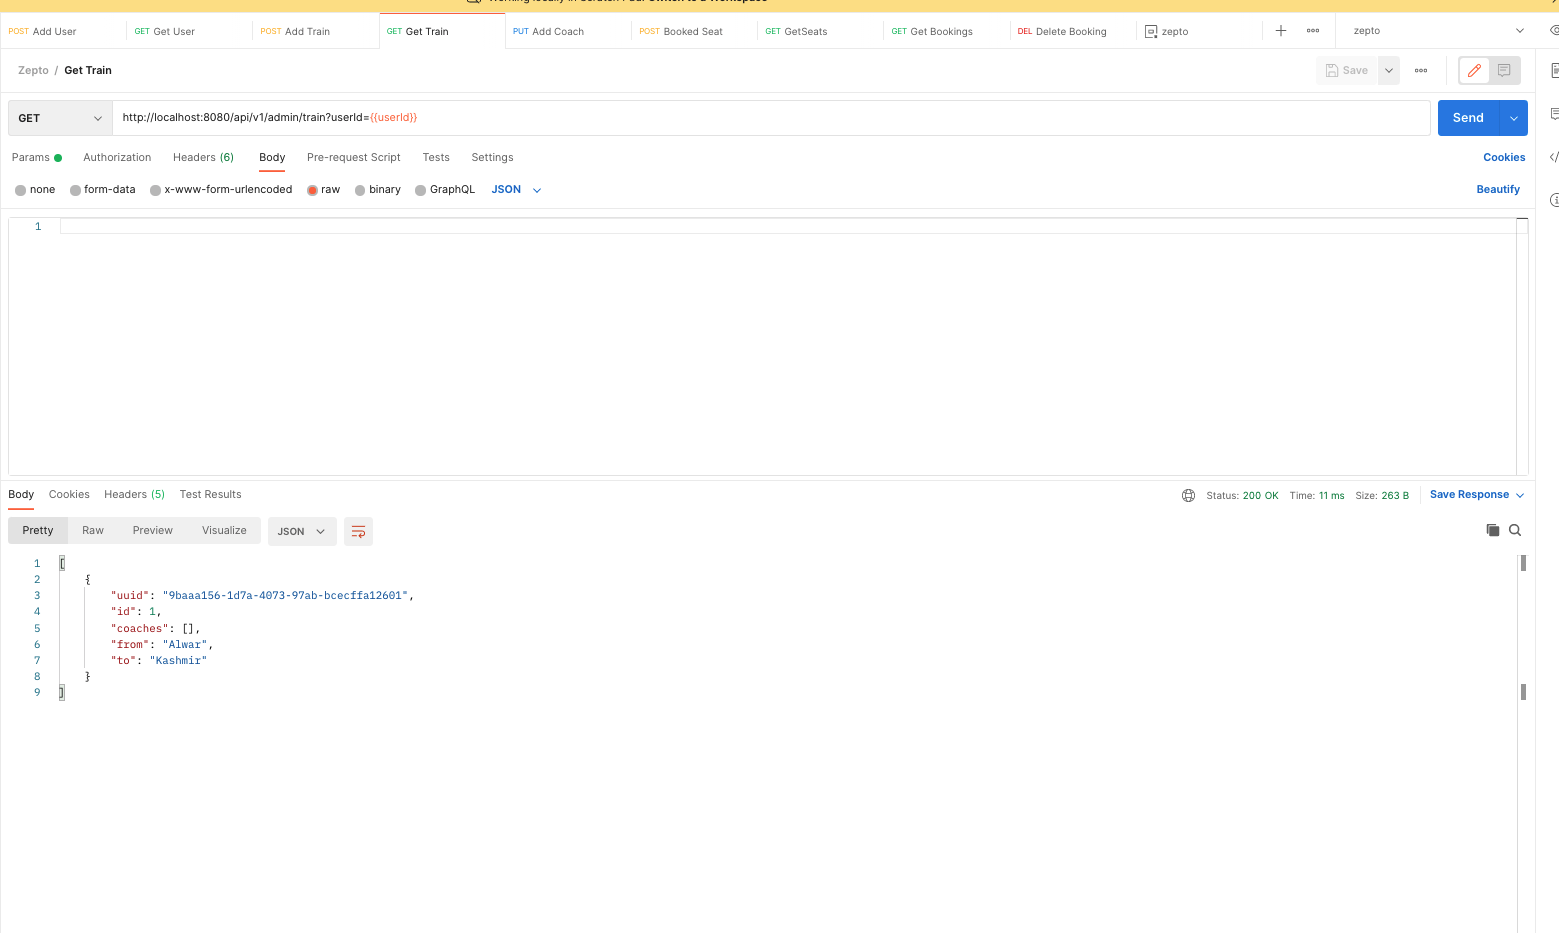 Switch to a Workspace
POST Add User GET Get User POST Add Train GET Get Train PUT Add Coach POST Booked Seat GET GetSeats GET Get Bookings DEL Delete Booking zepto zepto
Zepto / Get Train Save
GET http://localhost:8080/api/v1/admin/train?userId={{userId}} Send
Params Authorization Headers (6) Body Pre-request Script Tests Settings Cookies
none form-data x-www-form-urlencoded raw binary GraphQL JSON Beautify
1
Body Cookies Headers (5) Test Results Status: 200 OK Time: 11 ms Size: 263 B Save Response
Pretty Raw Preview Visualize JSON
1 [
2 {
3 "uuid": "9baaa156-1d7a-4073-97ab-bcecffa12601",
4 "id": 1,
5 "coaches": [],
6 "from": "Alwar",
7 "to": "Kashmir"
8 }
9 ]